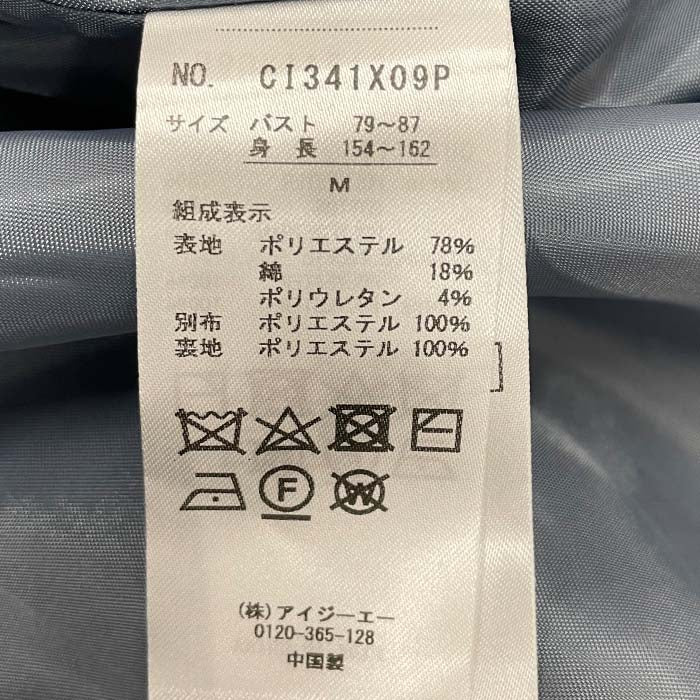 NO. CI341X09P
サイズ バスト 79～87
身長 154～162
M
組成表示
表地 ポリエステル 78%
綿 18%
ポリウレタン 4%
別布 ポリエステル 100%
裏地 ポリエステル 100%
F
W
(株)アイジーエー
0120-365-128
中国製